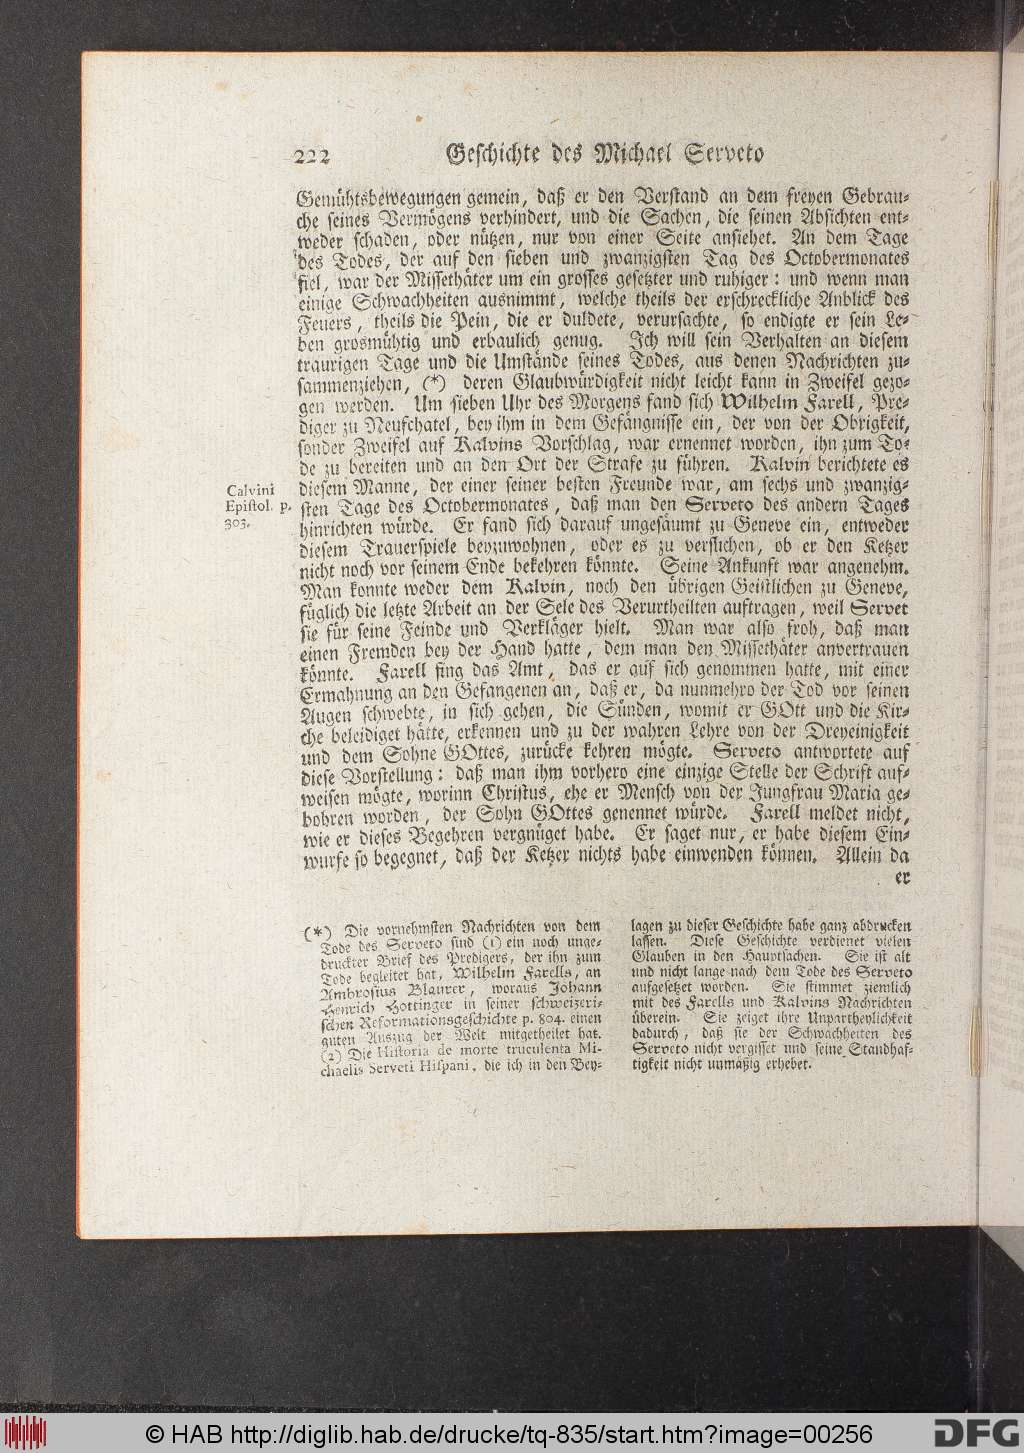 222 Geschichte des Michael Serveto
Gemühtsbewegungen gemein, daß er den Verstand an dem freyen Gebrau-
che seines Vermögens verhindert, und die Sachen, die seinen Absichten ent-
weder schaden, oder nützen, nur von einer Seite ansiehet. An dem Tage
des Todes, der auf den sieben und zwanzigsten Tag des Octobermonates
fiel, war der Missethäter um ein grosses gesetzter und ruhiger: und wenn man
einige Schwachheiten ausnimmt, welche theils der erschreckliche Anblick des
Feuers, theils die Pein, die er duldete, verursachte, so endigte er sein Le-
ben grosmühtig und erbaulich genug. Ich will sein Verhalten an diesem
traurigen Tage und die Umstände seines Todes, aus denen Nachrichten zu-
sammenziehen, (*) deren Glaubwürdigkeit nicht leicht kann in Zweifel gezo-
gen werden. Um sieben Uhr des Morgens fand sich Wilhelm Farell, Pre-
diger zu Neufchatel, bey ihm in dem Gefängnisse ein, der von der Obrigkeit,
sonder Zweifel auf Kalvins Vorschlag, war ernennet worden, ihn zum To-
de zu bereiten und an den Ort der Strafe zu führen. Kalvin berichtete es
diesem Manne, der einer seiner besten Freunde war, am sechs und zwanzig-
sten Tage des Octobermonates, daß man den Serveto des andern Tages
hinrichten würde. Er fand sich darauf ungesäumt zu Geneve ein, entweder
diesem Trauerspiele beyzuwohnen, oder es zu versuchen, ob er den Ketzer
nicht noch vor seinem Ende bekehren könnte. Seine Ankunft war angenehm.
Man konnte weder dem Kalvin, noch den übrigen Geistlichen zu Geneve,
füglich die letzte Arbeit an der Sele des Verurtheilten auftragen, weil Servet
sie für seine Feinde und Verkläger hielt. Man war also froh, daß man
einen Fremden bey der Hand hatte, dem man den Missethäter anvertrauen
könnte. Farell fing das Amt, das er auf sich genommen hatte, mit einer
Ermahnung an den Gefangenen an, daß er, da nunmehro der Tod vor seinen
Augen schwebte, in sich gehen, die Sünden, womit er GOtt und die Kir-
che beleidiget hätte, erkennen und zu der wahren Lehre von der Dreyeinigkeit
und dem Sohne GOttes, zurücke kehren mögte. Serveto antwortete auf
diese Vorstellung: daß man ihm vorhero eine einzige Stelle der Schrift auf-
weisen mögte, worinn Christus, ehe er Mensch von der Jungfrau Maria ge-
bohren worden, der Sohn GOttes genennet würde. Farell meldet nicht,
wie er dieses Begehren vergnüget habe. Er saget nur, er habe diesem Ein-
wurfe so begegnet, daß der Ketzer nichts habe einwenden können. Allein da
er
Calvini
Epistol. p.
303.
(*) Die vornehmsten Nachrichten von dem
Tode des Serveto sind (1) ein noch unge-
druckter Brief des Predigers, der ihn zum
Tode begleitet hat, Wilhelm Farells, an
Ambrosius Blaurer, woraus Johann
Henrich Hottinger in seiner schweizeri-
schen Reformationsgeschichte p. 804. einen
guten Auszug der Welt mitgetheilet hat.
(2) Die Historia de morte truculenta Mi-
chaelis Serveti Hispani, die ich in den Bey-
lagen zu dieser Geschichte habe ganz abdrucken
lassen. Diese Geschichte verdienet vielen
Glauben in den Hauptsachen. Sie ist alt
und nicht lange nach dem Tode des Serveto
aufgesetzet worden. Sie stimmet ziemlich
mit des Farells und Kalvins Nachrichten
überein. Sie zeiget ihre Unpartheylichkeit
dadurch, daß sie der Schwachheiten des
Serveto nicht vergisset und seine Standhaf-
tigkeit nicht unmäßig erhebet.
© HAB http://diglib.hab.de/drucke/tq-835/start.htm?image=00256
DFG